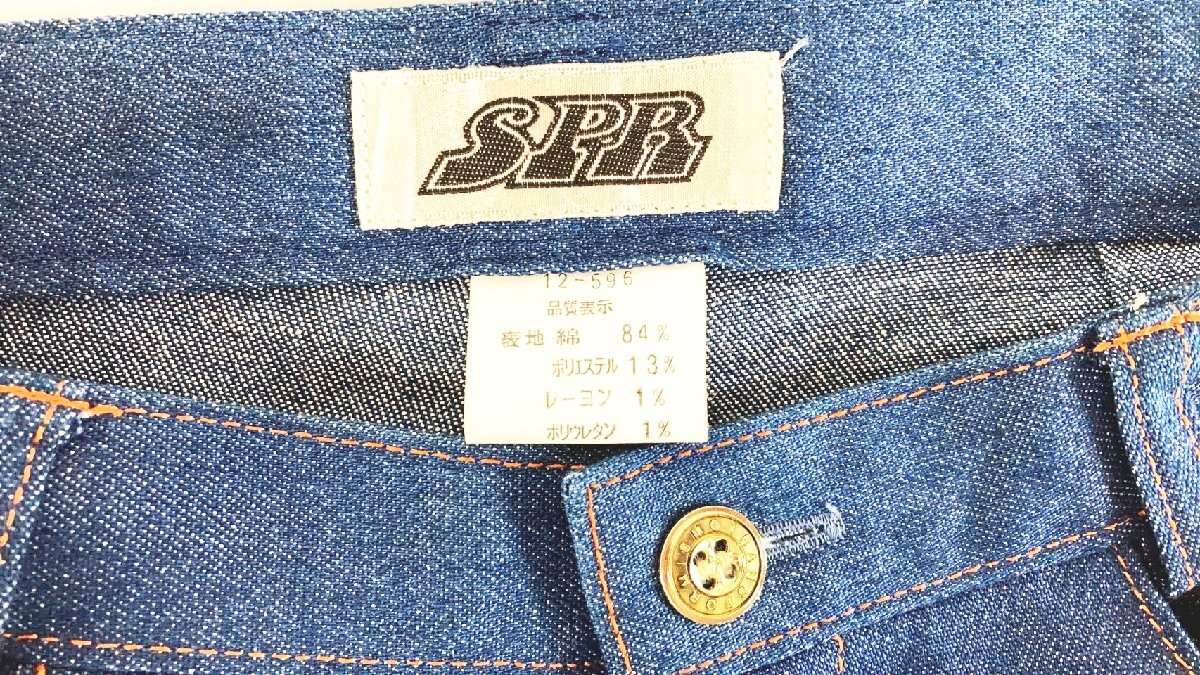 SPR
12-596
品質表示
表地 綿 84%
ポリエステル 13%
レーヨン 1%
ポリウレタン 1%